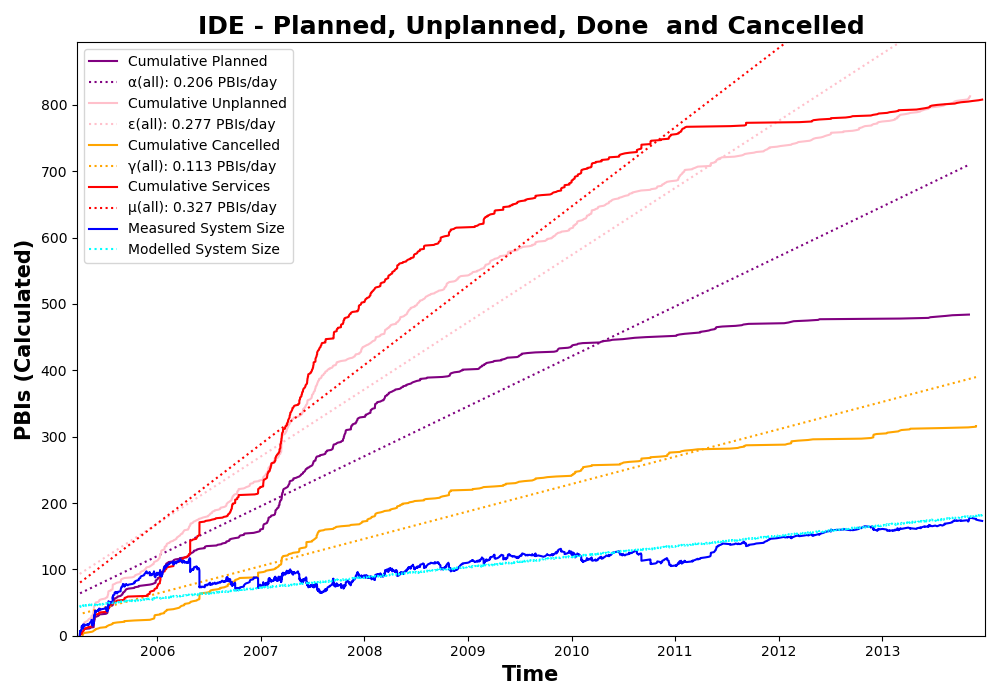 IDE - Planned, Unplanned, Done  and Cancelled
Cumulative Planned
α(all): 0.206 PBIs/day
Cumulative Unplanned
ε(all): 0.277 PBIs/day
Cumulative Cancelled
γ(all): 0.113 PBIs/day
Cumulative Services
μ(all): 0.327 PBIs/day
Measured System Size
Modelled System Size
PBIs (Calculated)
800
700
600
500
400
300
200
100
0
2006 2007 2008 2009 2010 2011 2012 2013
Time